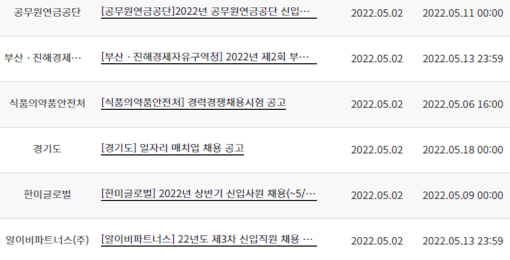 공무원연금공단 [공무원연금공단]2022년 공무원연금공단 신입… 2022.05.02 2022.05.11 00:00
부산ㆍ진해경제… [부산ㆍ진해경제자유구역청] 2022년 제2회 부… 2022.05.02 2022.05.13 23:59
식품의약품안전처 [식품의약품안전처] 경력경쟁채용시험 공고 2022.05.02 2022.05.06 16:00
경기도 [경기도] 일자리 매치업 채용 공고 2022.05.02 2022.05.18 00:00
한미글로벌 [한미글로벌] 2022년 상반기 신입사원 채용(~5/… 2022.05.02 2022.05.09 00:00
알이비파트너스(주) [알이비파트너스] 22년도 제3차 신입직원 채용 … 2022.05.02 2022.05.13 23:59